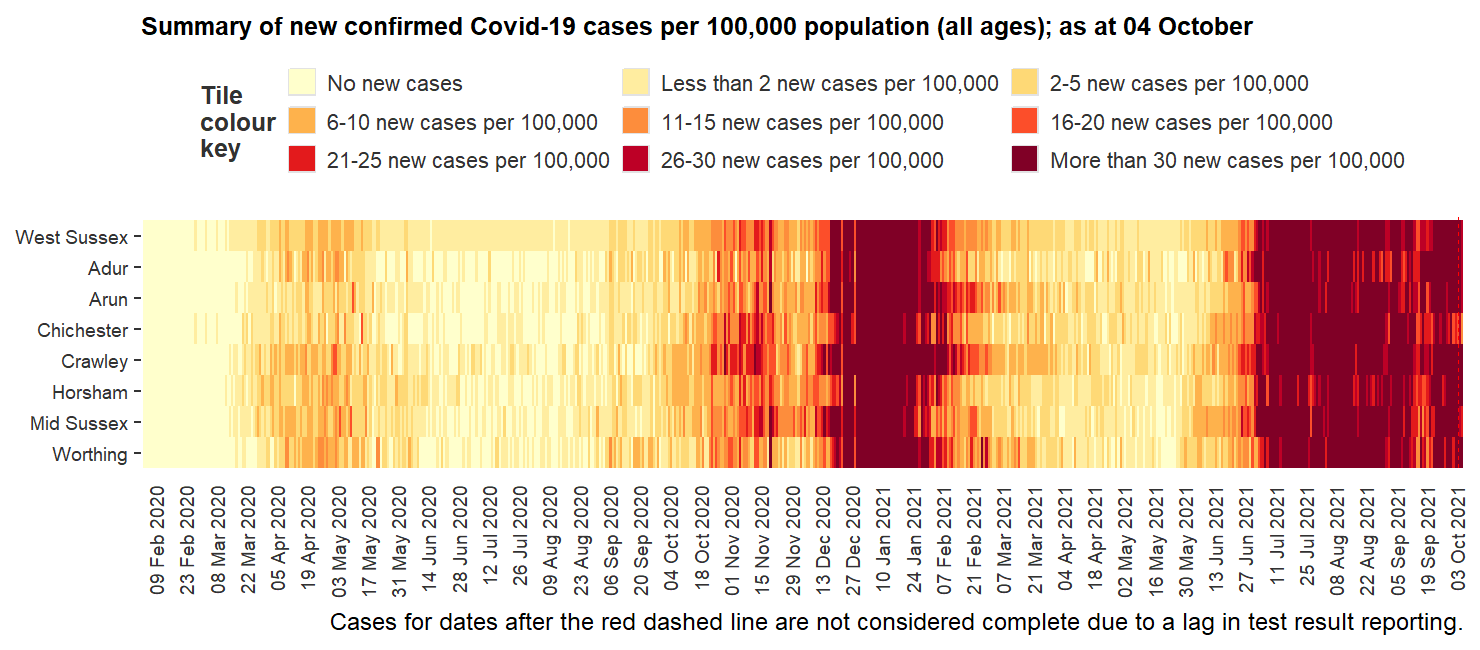 Summary of new confirmed Covid-19 cases per 100,000 population (all ages); as at 04 October
Tile
colour
key
No new cases
Less than 2 new cases per 100,000
2-5 new cases per 100,000
6-10 new cases per 100,000
11-15 new cases per 100,000
16-20 new cases per 100,000
21-25 new cases per 100,000
26-30 new cases per 100,000
More than 30 new cases per 100,000
West Sussex
Adur
Arun
Chichester
Crawley
Horsham
Mid Sussex
Worthing
09 Feb 2020
23 Feb 2020
08 Mar 2020
22 Mar 2020
05 Apr 2020
19 Apr 2020
03 May 2020
17 May 2020
31 May 2020
14 Jun 2020
28 Jun 2020
12 Jul 2020
26 Jul 2020
09 Aug 2020
23 Aug 2020
06 Sep 2020
20 Sep 2020
04 Oct 2020
18 Oct 2020
01 Nov 2020
15 Nov 2020
29 Nov 2020
13 Dec 2020
27 Dec 2020
10 Jan 2021
24 Jan 2021
07 Feb 2021
21 Feb 2021
07 Mar 2021
21 Mar 2021
04 Apr 2021
18 Apr 2021
02 May 2021
16 May 2021
30 May 2021
13 Jun 2021
27 Jun 2021
11 Jul 2021
25 Jul 2021
08 Aug 2021
22 Aug 2021
05 Sep 2021
19 Sep 2021
03 Oct 2021
Cases for dates after the red dashed line are not considered complete due to a lag in test result reporting.